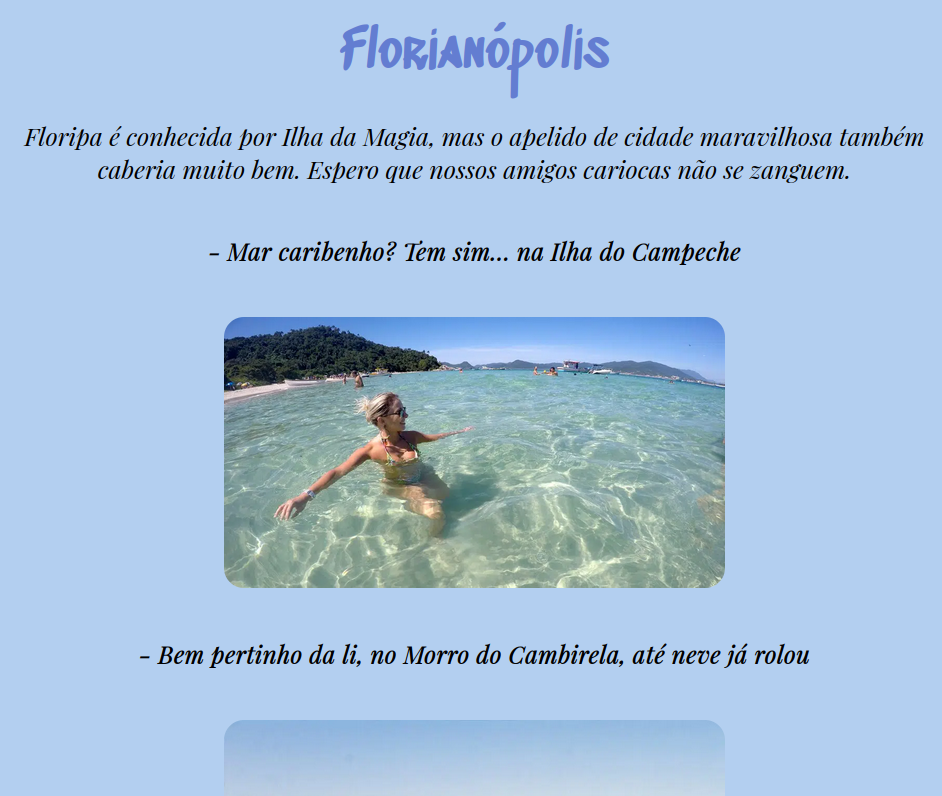 Florianópolis
Floripa é conhecida por Ilha da Magia, mas o apelido de cidade maravilhosa também
caberia muito bem. Espero que nossos amigos cariocas não se zanguem.
- Mar caribenho? Tem sim... na Ilha do Campeche
- Bem pertinho da li, no Morro do Cambirela, até neve já rolou